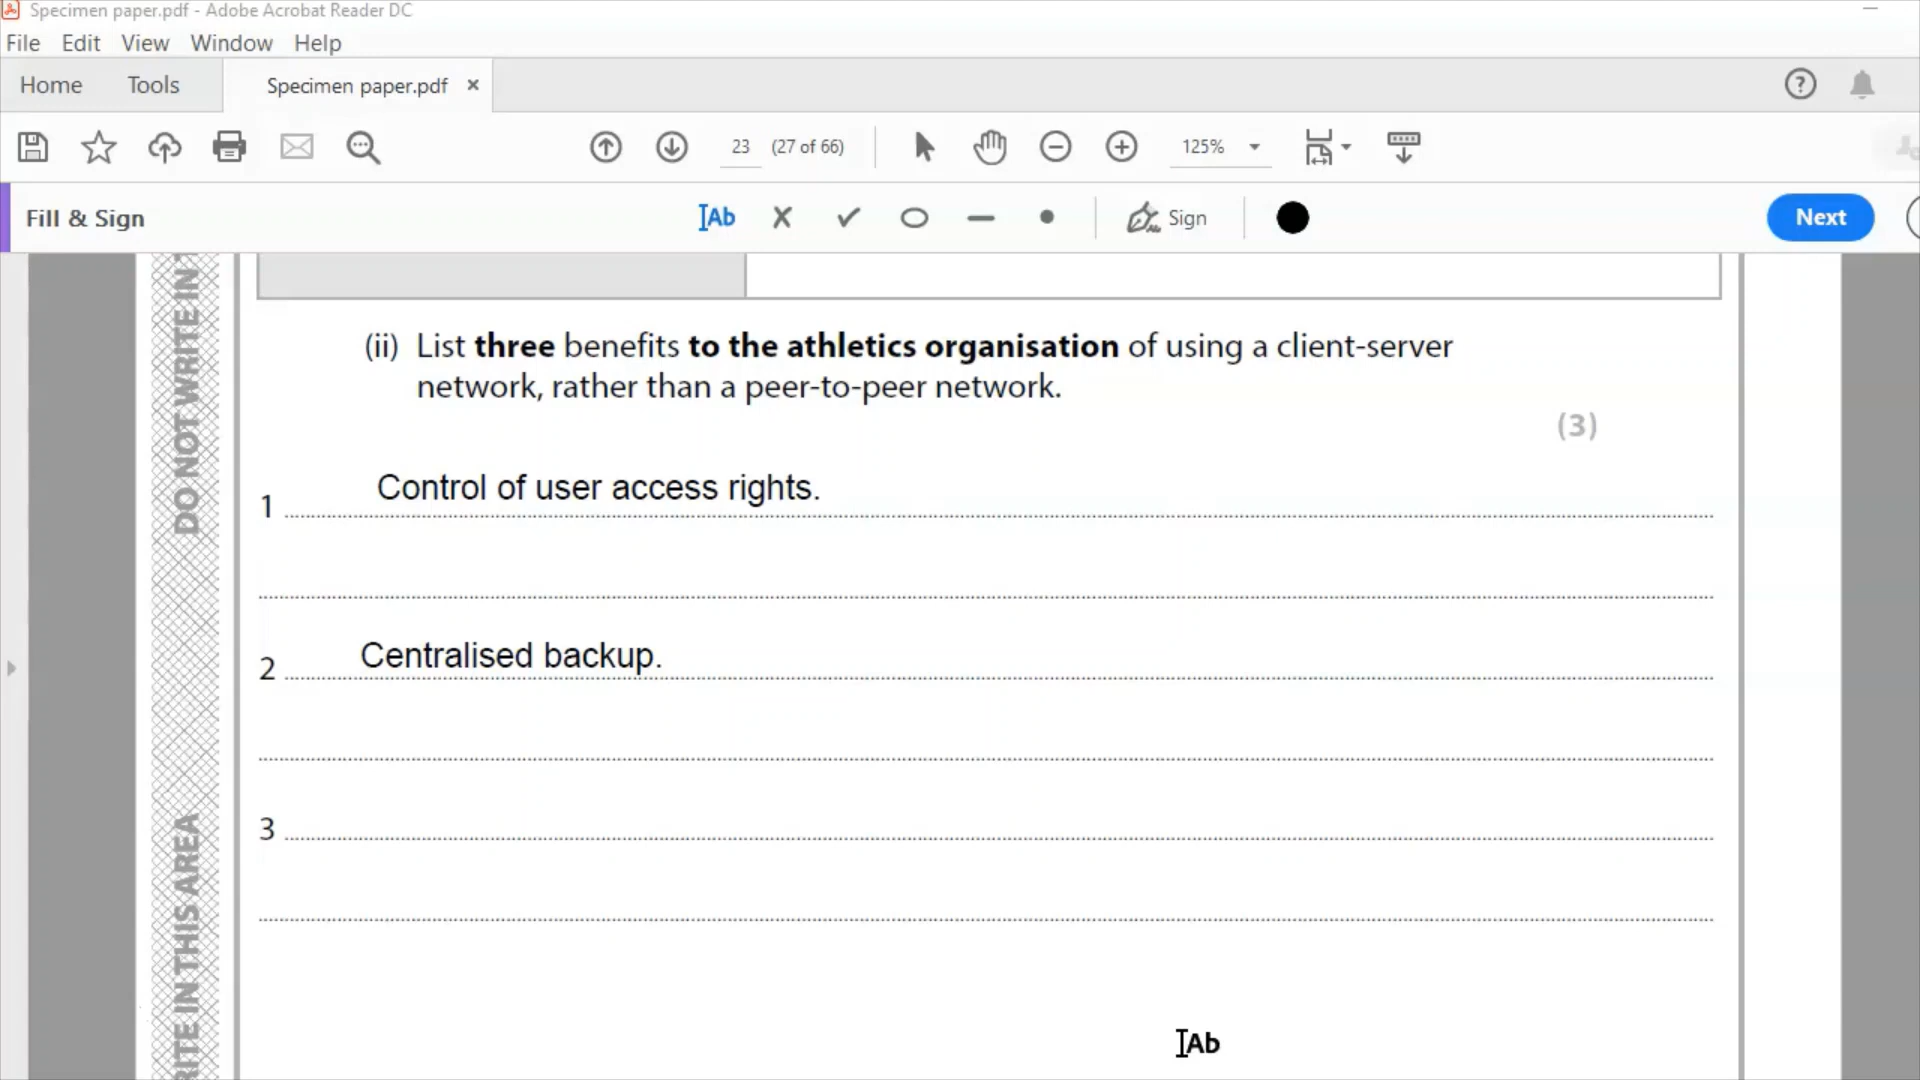 Specimen paper.pdf - Adobe Acrobat Reader DC
File Edit View Window Help
Home Tools Specimen paper.pdf ×
23 (27 of 66) 125%
Fill & Sign Ab Sign Next
DO NOT WRITE IN
(ii) List three benefits to the athletics organisation of using a client-server
network, rather than a peer-to-peer network.
(3)
1 Control of user access rights.
2 Centralised backup.
3
RITE IN THIS AREA
Ab